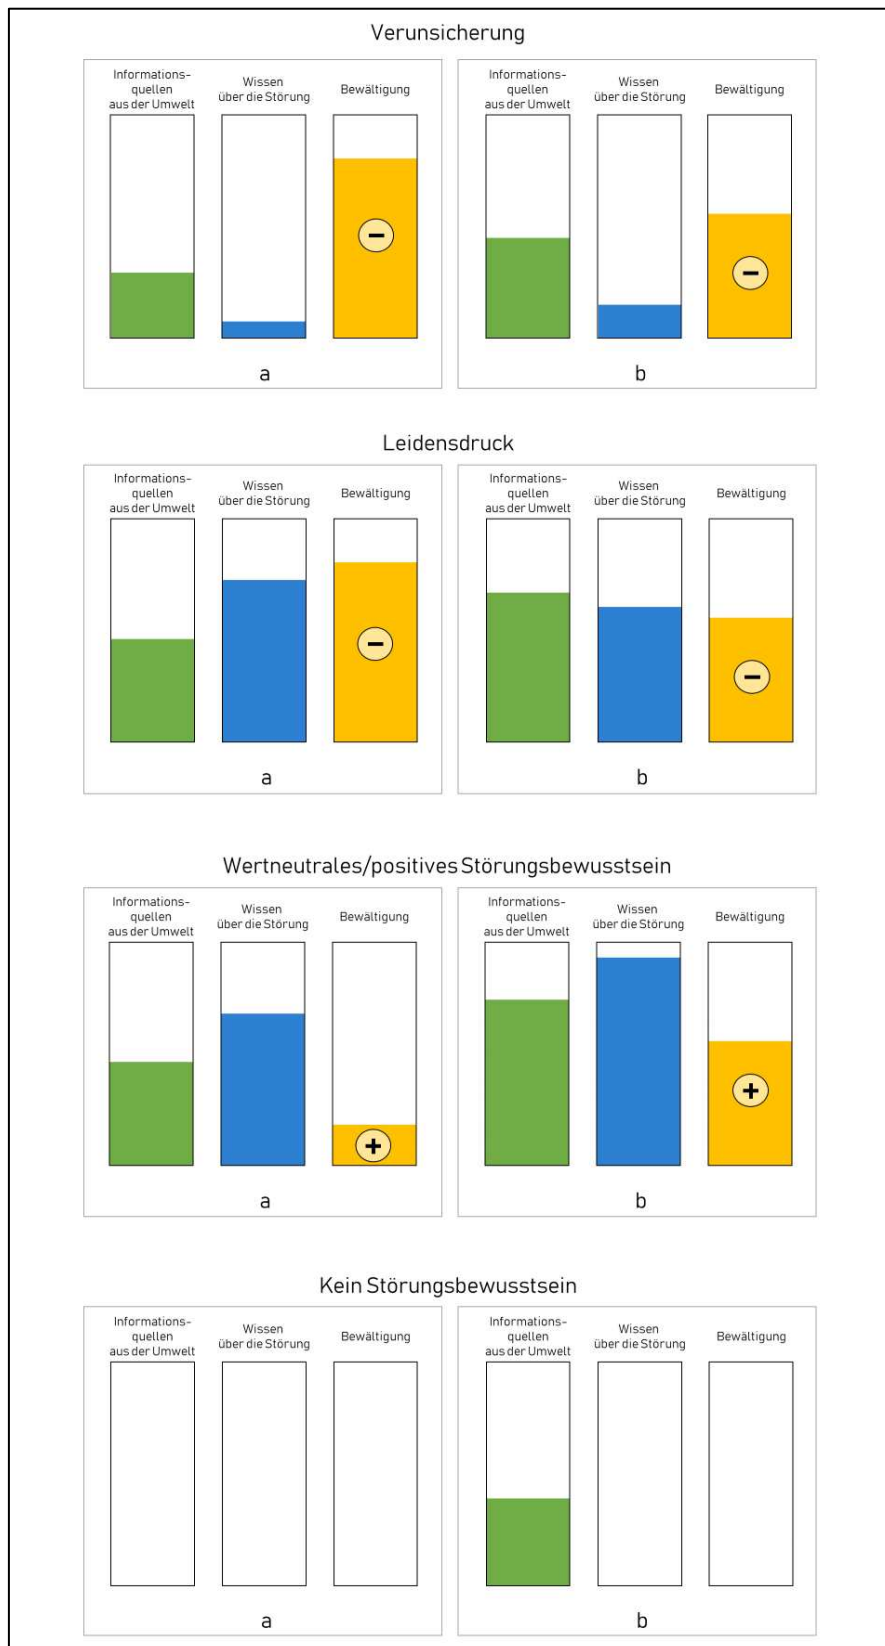 Verunsicherung
Informations-
quellen
aus der Umwelt
Wissen
über die Störung
Bewältigung
−
a
Informations-
quellen
aus der Umwelt
Wissen
über die Störung
Bewältigung
−
b
Leidensdruck
Informations-
quellen
aus der Umwelt
Wissen
über die Störung
Bewältigung
−
a
Informations-
quellen
aus der Umwelt
Wissen
über die Störung
Bewältigung
−
b
Wertneutrales/positives Störungsbewusstsein
Informations-
quellen
aus der Umwelt
Wissen
über die Störung
Bewältigung
+
a
Informations-
quellen
aus der Umwelt
Wissen
über die Störung
Bewältigung
+
b
Kein Störungsbewusstsein
Informations-
quellen
aus der Umwelt
Wissen
über die Störung
Bewältigung
a
Informations-
quellen
aus der Umwelt
Wissen
über die Störung
Bewältigung
b